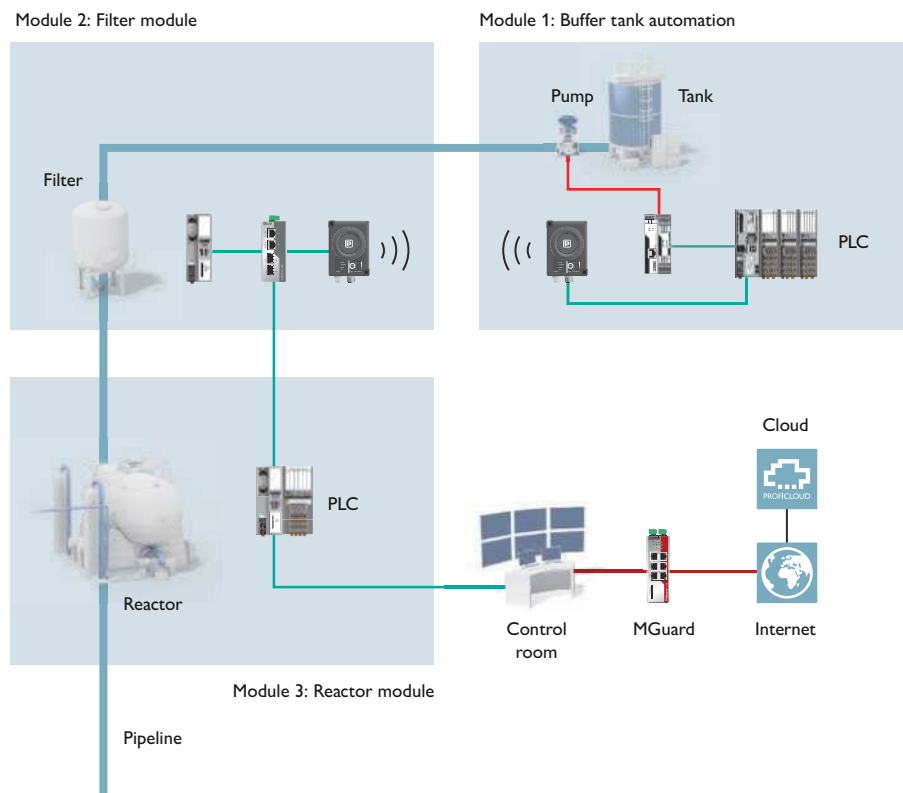 Module 2: Filter module
Module 1: Buffer tank automation
Pump
Tank
Filter
PLC
Cloud
PROFICLOUD
PLC
Reactor
Control
room
MGuard
Internet
Module 3: Reactor module
Pipeline